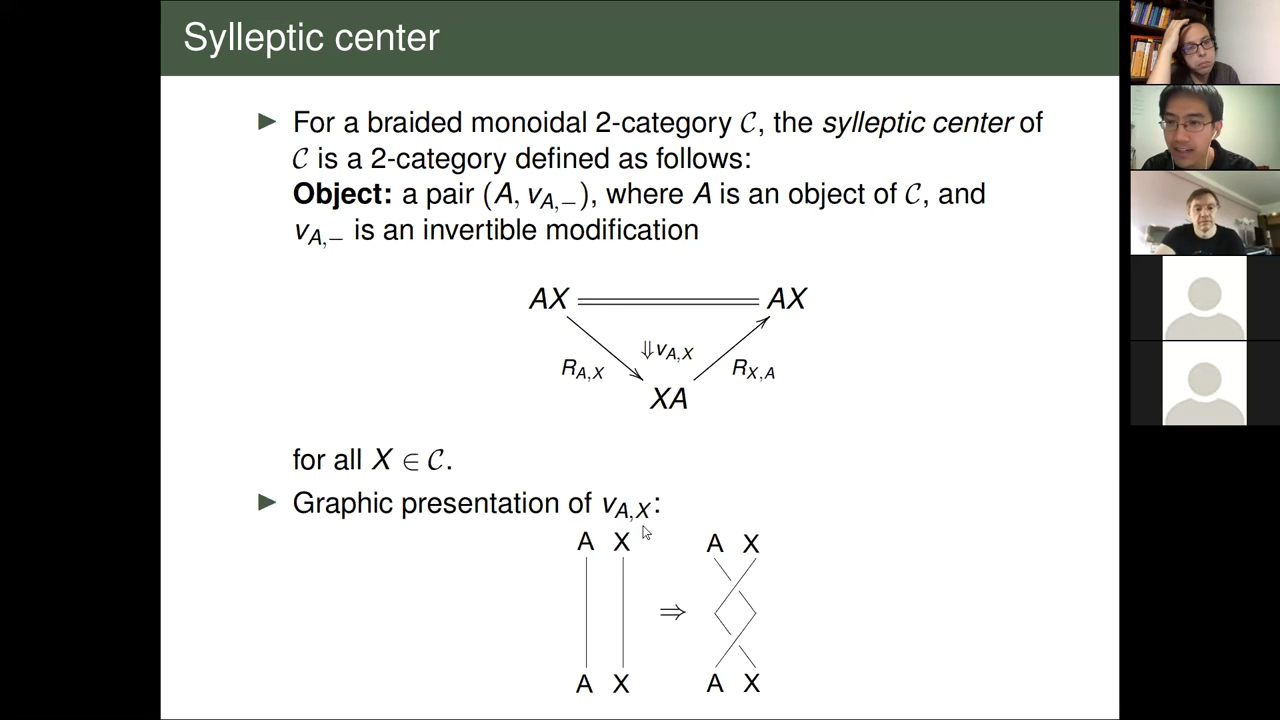 Sylleptic center
▶ For a braided monoidal 2-category 𝒞, the sylleptic center of
𝒞 is a 2-category defined as follows:
Object: a pair (A, v_{A,−}), where A is an object of 𝒞, and
v_{A,−} is an invertible modification
AX AX
⇓v_{A,X}
R_{A,X} R_{X,A}
XA
for all X ∈ 𝒞.
▶ Graphic presentation of v_{A,X}:
A X A X
⇒
A X A X